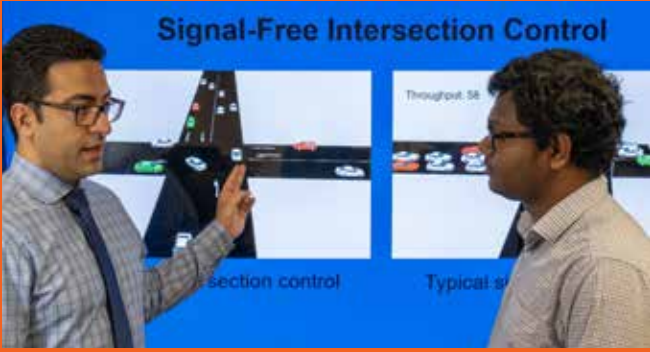 Signal-Free Intersection Control
Throughput: 58
section control
Typical